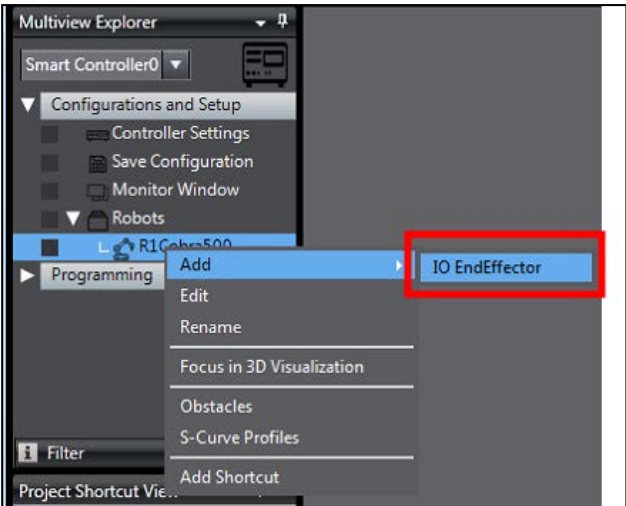 Multiview Explorer
Smart Controller0
Configurations and Setup
Controller Settings
Save Configuration
Monitor Window
Robots
R1Cobra500
Programming
Add
IO EndEffector
Edit
Rename
Focus in 3D Visualization
Obstacles
S-Curve Profiles
Add Shortcut
Filter
Project Shortcut View